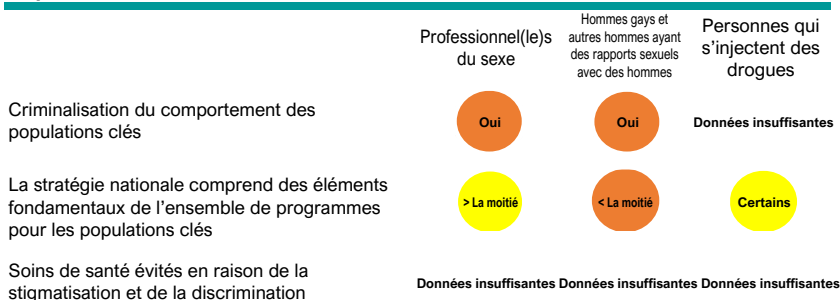 Professionnel(le)s
du sexe
Hommes gays et
autres hommes ayant
des rapports sexuels
avec des hommes
Personnes qui
s'injectent des
drogues
Criminalisation du comportement des
populations clés
Oui
Oui
Données insuffisantes
La stratégie nationale comprend des éléments
fondamentaux de l'ensemble de programmes
pour les populations clés
> La moitié
< La moitié
Certains
Soins de santé évités en raison de la
stigmatisation et de la discrimination
Données insuffisantes Données insuffisantes Données insuffisantes